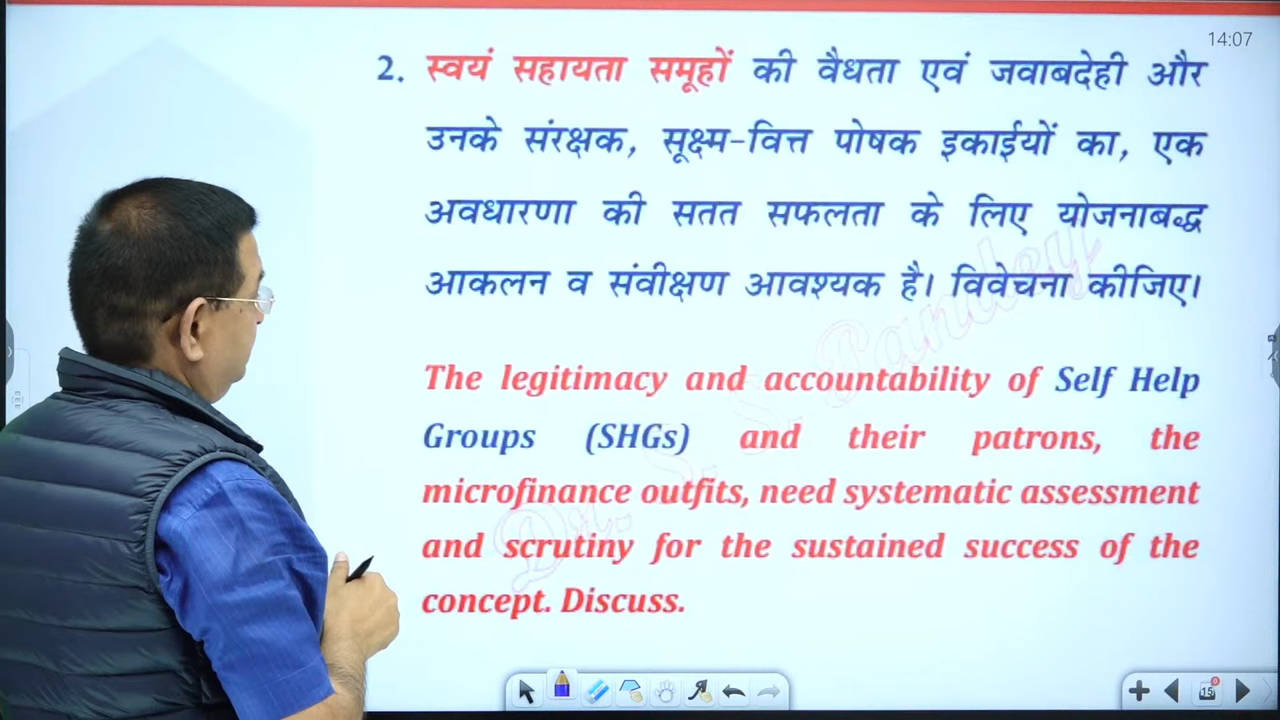 14:07
2. स्वयं सहायता समूहों की वैधता एवं जवाबदेही और
उनके संरक्षक, सूक्ष्म-वित्त पोषक इकाईयों का, एक
अवधारणा की सतत सफलता के लिए योजनाबद्ध
आकलन व संवीक्षण आवश्यक है। विवेचना कीजिए।
The legitimacy and accountability of Self Help
Groups (SHGs) and their patrons, the
microfinance outfits, need systematic assessment
and scrutiny for the sustained success of the
concept. Discuss.
Dr. S. S. Pandey
15